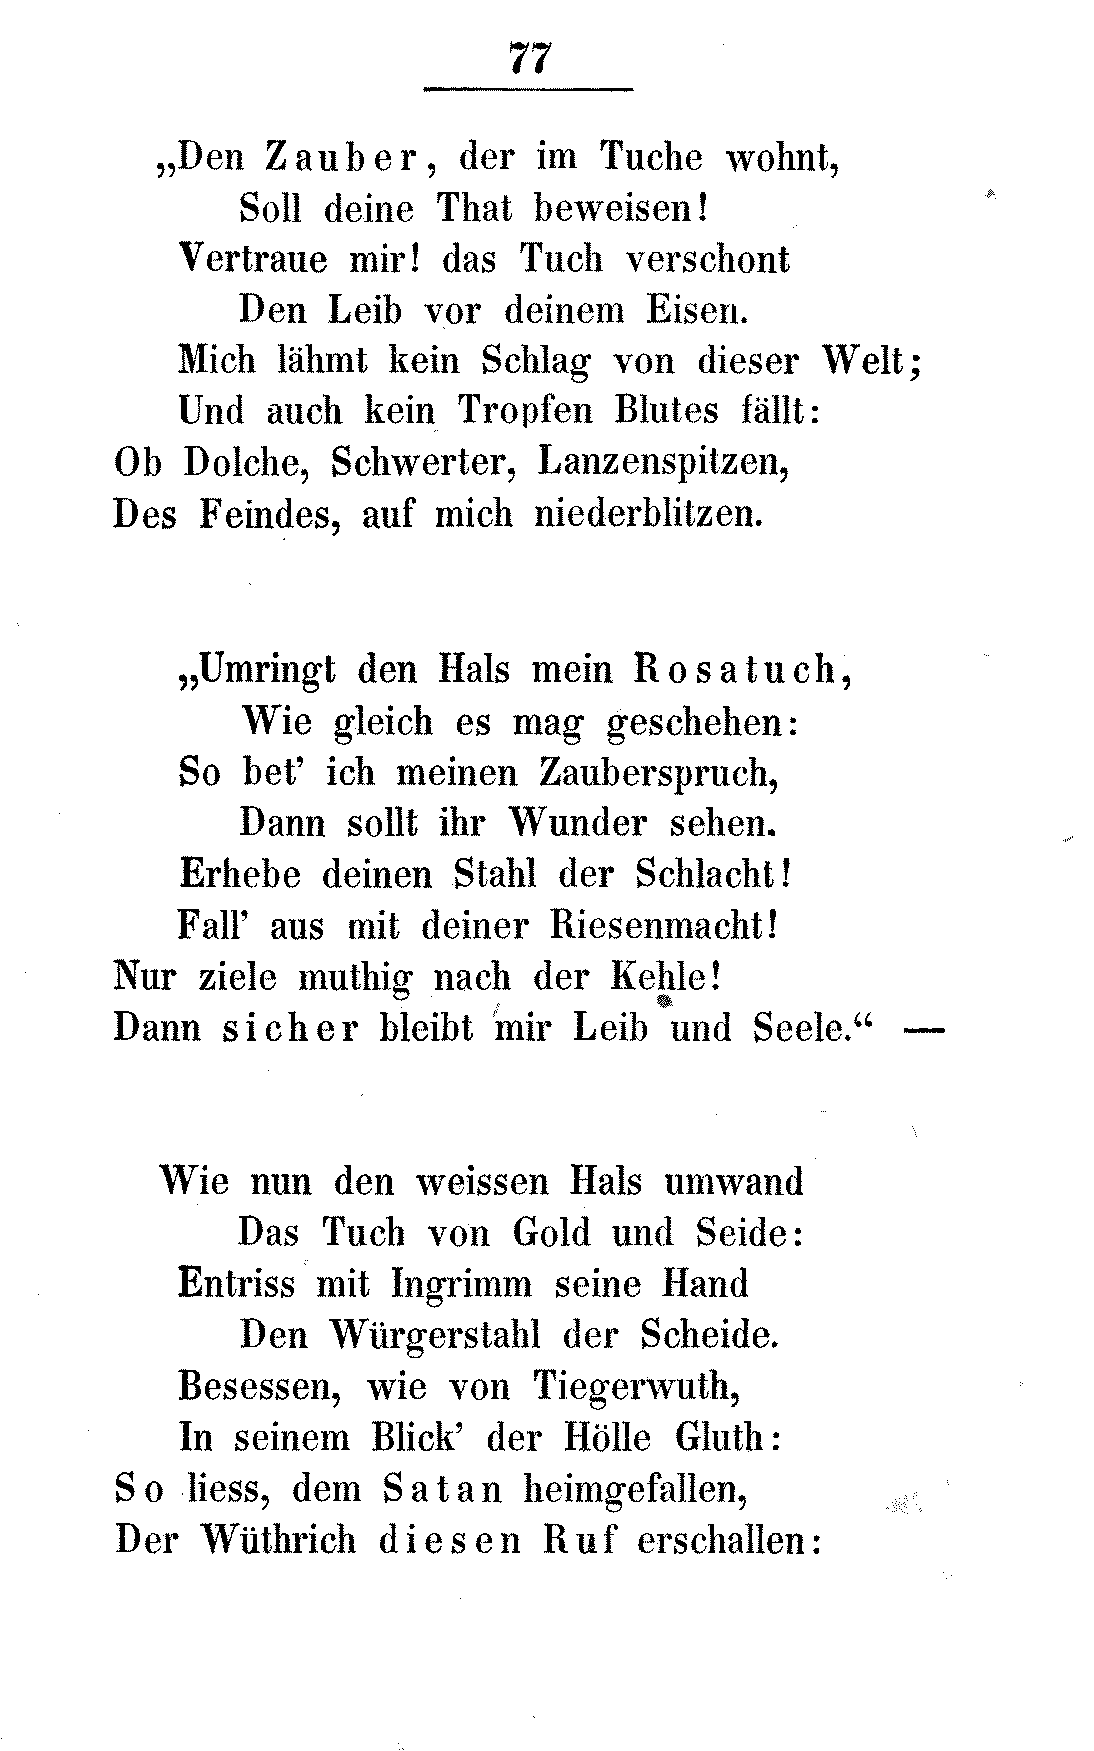 77
„Den Zauber, der im Tuche wohnt,
Soll deine That beweisen!
Vertraue mir! das Tuch verschont
Den Leib vor deinem Eisen.
Mich lähmt kein Schlag von dieser Welt;
Und auch kein Tropfen Blutes fällt:
Ob Dolche, Schwerter, Lanzenspitzen,
Des Feindes, auf mich niederblitzen.
„Umringt den Hals mein Rosatuch,
Wie gleich es mag geschehen:
So bet’ ich meinen Zauberspruch,
Dann sollt ihr Wunder sehen.
Erhebe deinen Stahl der Schlacht!
Fall’ aus mit deiner Riesenmacht!
Nur ziele muthig nach der Kehle!
Dann sicher bleibt mir Leib und Seele.“ —
Wie nun den weissen Hals umwand
Das Tuch von Gold und Seide:
Entriss mit Ingrimm seine Hand
Den Würgerstahl der Scheide.
Besessen, wie von Tiegerwuth,
In seinem Blick’ der Hölle Gluth:
So liess, dem Satan heimgefallen,
Der Wüthrich diesen Ruf erschallen: